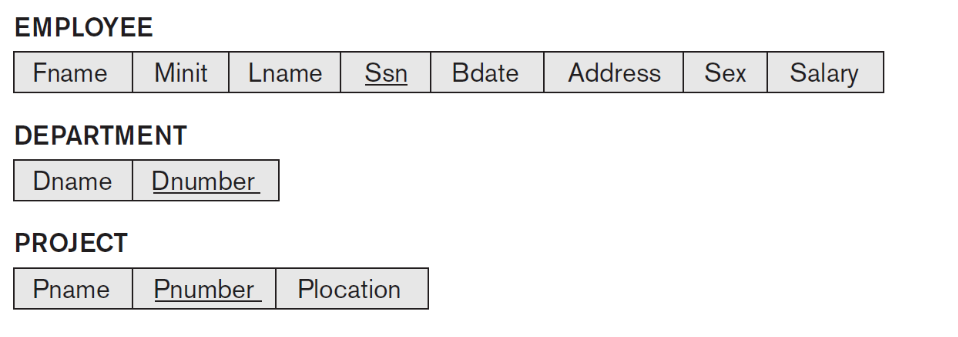 EMPLOYEE
Fname Minit Lname Ssn Bdate Address Sex Salary
DEPARTMENT
Dname Dnumber
PROJECT
Pname Pnumber Plocation